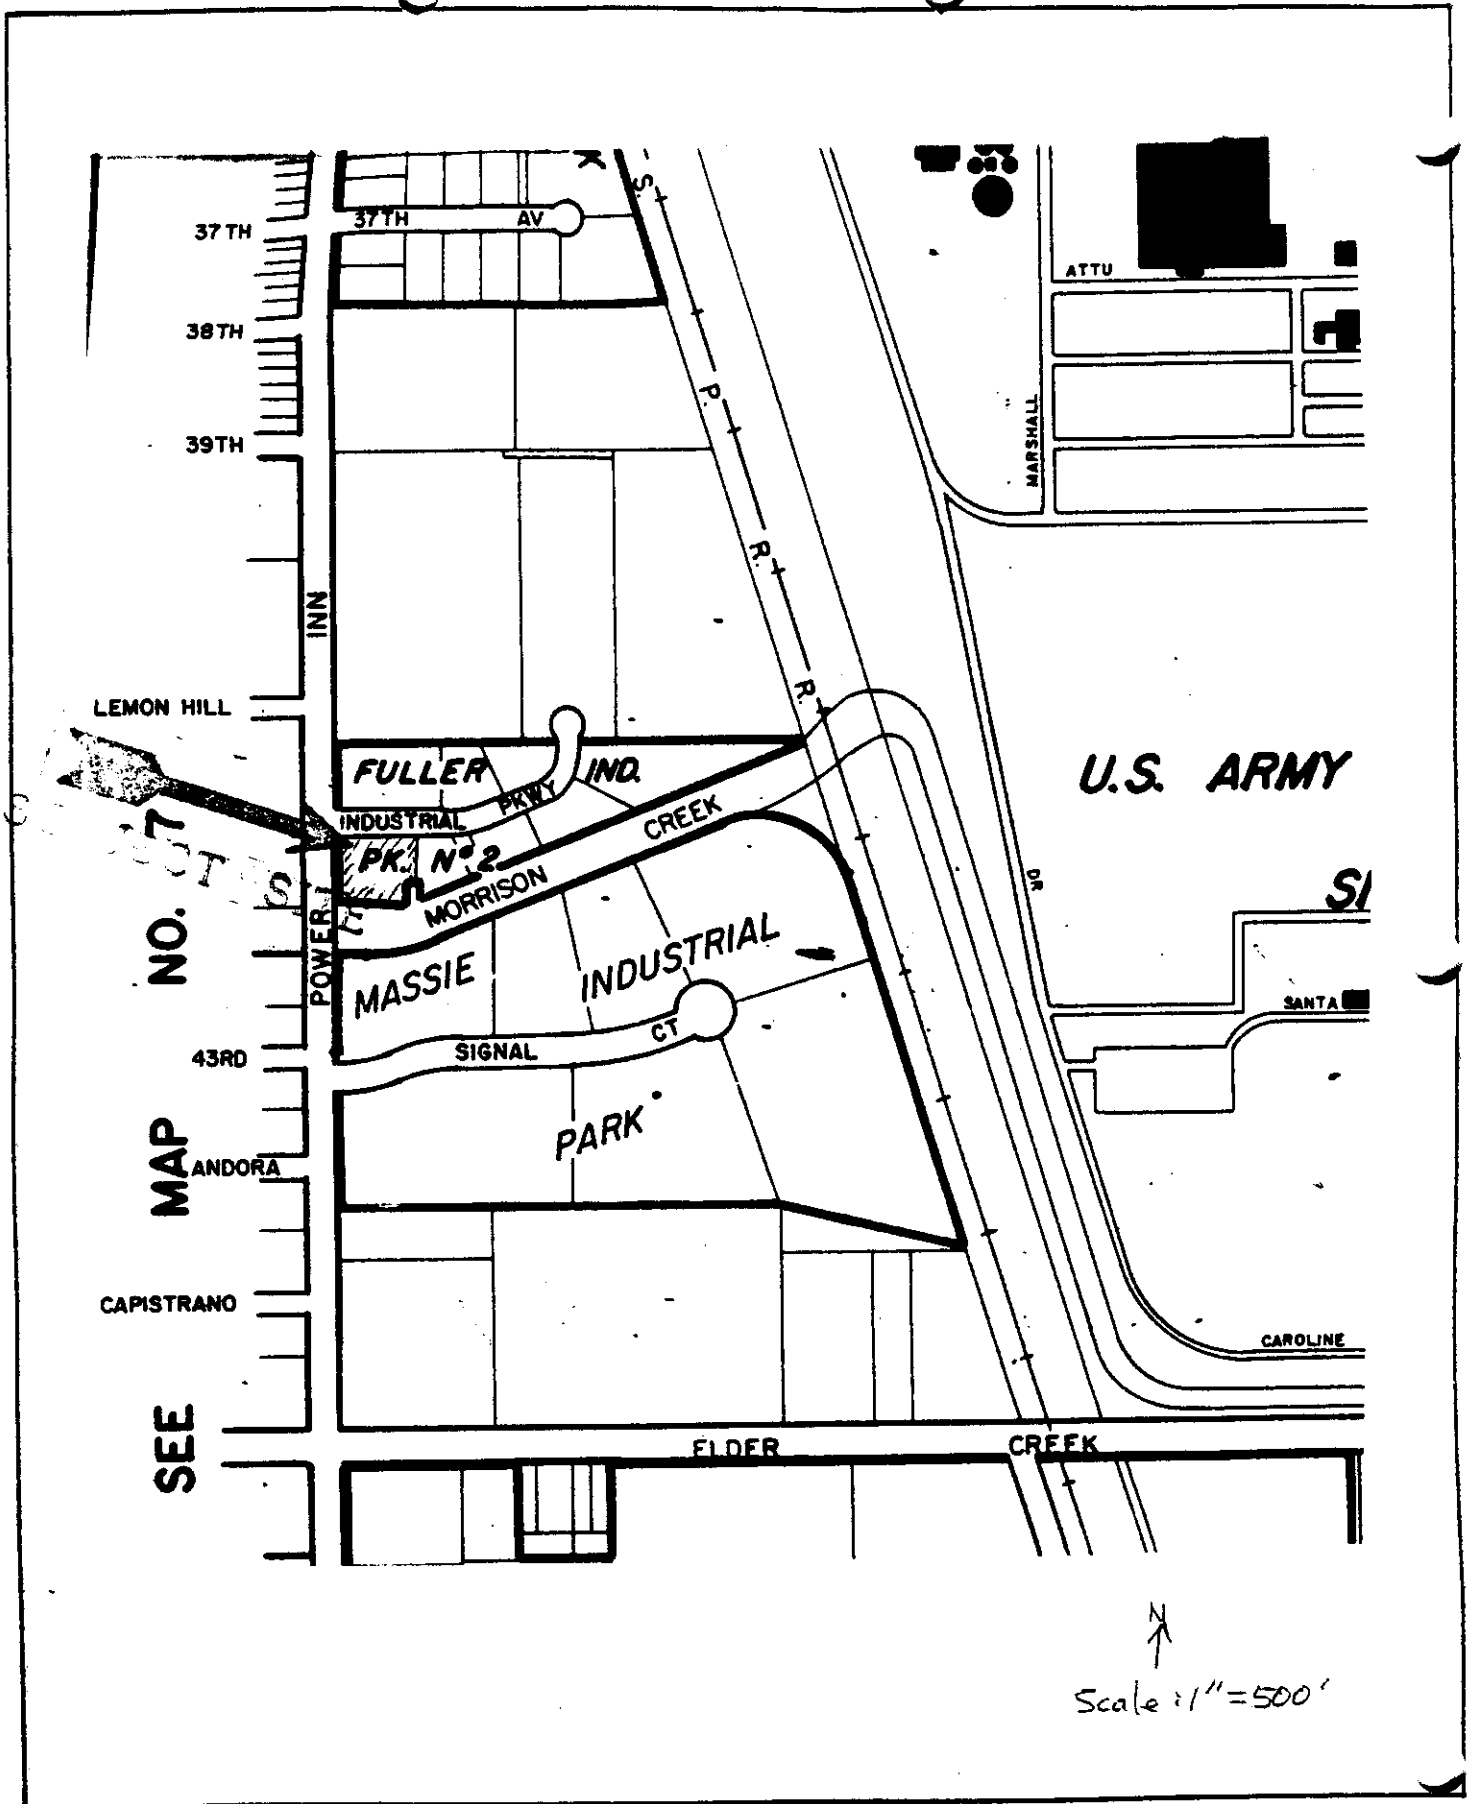 K
S.
37TH
37TH AV
ATTU
38TH
P.
MARSHALL
39TH
R.
INN
R.
LEMON HILL
FULLER IND.
U.S. ARMY
PKWY
INDUSTRIAL
CREEK
PK. Nº 2
MORRISON
DR
POWER
INDUSTRIAL
MASSIE
SANTA
CT
SIGNAL
43RD
PARK
ANDORA
CAPISTRANO
CAROLINE
SEE MAP NO. 7
ELDER CREEK
N
Scale: 1" = 500'